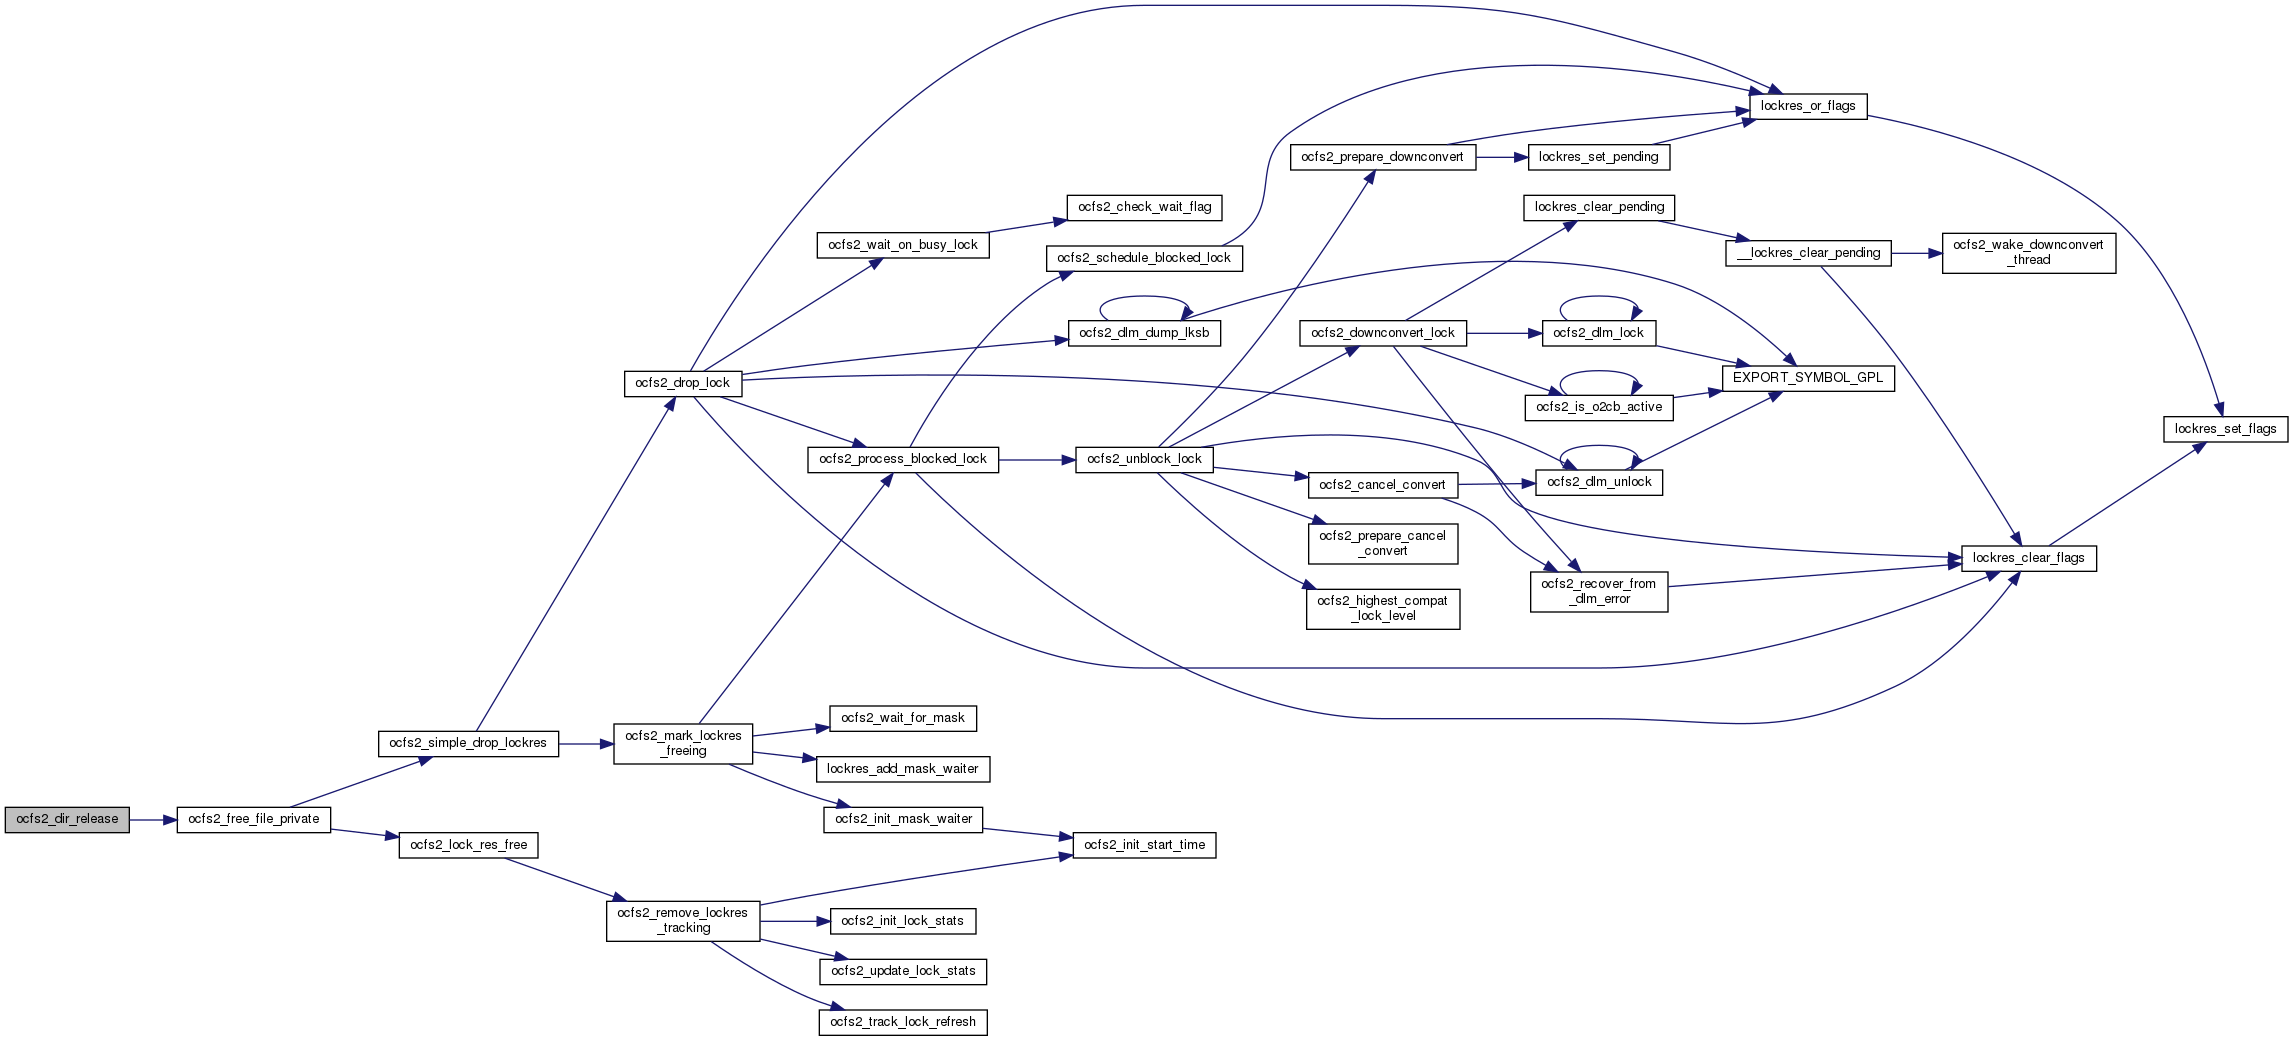 lockres_or_flags
ocfs2_prepare_downconvert
lockres_set_pending
ocfs2_check_wait_flag
lockres_clear_pending
ocfs2_wait_on_busy_lock
ocfs2_schedule_blocked_lock
__lockres_clear_pending
ocfs2_wake_downconvert
_thread
ocfs2_dlm_dump_lksb
ocfs2_downconvert_lock
ocfs2_dlm_lock
ocfs2_drop_lock
EXPORT_SYMBOL_GPL
ocfs2_is_o2cb_active
lockres_set_flags
ocfs2_process_blocked_lock
ocfs2_unblock_lock
ocfs2_cancel_convert
ocfs2_dlm_unlock
ocfs2_prepare_cancel
_convert
lockres_clear_flags
ocfs2_recover_from
_dlm_error
ocfs2_highest_compat
_lock_level
ocfs2_wait_for_mask
ocfs2_simple_drop_lockres
ocfs2_mark_lockres
_freeing
lockres_add_mask_waiter
ocfs2_dir_release
ocfs2_free_file_private
ocfs2_init_mask_waiter
ocfs2_lock_res_free
ocfs2_init_start_time
ocfs2_remove_lockres
_tracking
ocfs2_init_lock_stats
ocfs2_update_lock_stats
ocfs2_track_lock_refresh